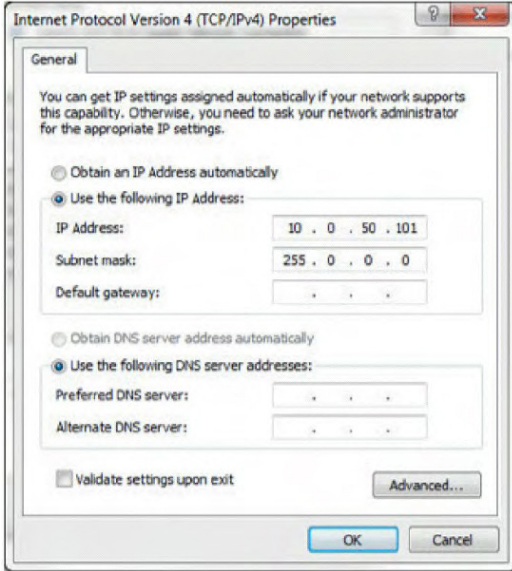 Internet Protocol Version 4 (TCP/IPv4) Properties
General
You can get IP settings assigned automatically if your network supports
this capability. Otherwise, you need to ask your network administrator
for the appropriate IP settings.
Obtain an IP Address automatically
Use the following IP Address:
IP Address: 10 . 0 . 50 . 101
Subnet mask: 255 . 0 . 0 . 0
Default gateway: . . .
Obtain DNS server address automatically
Use the following DNS server addresses:
Preferred DNS server: . . .
Alternate DNS server: . . .
Validate settings upon exit
Advanced...
OK Cancel